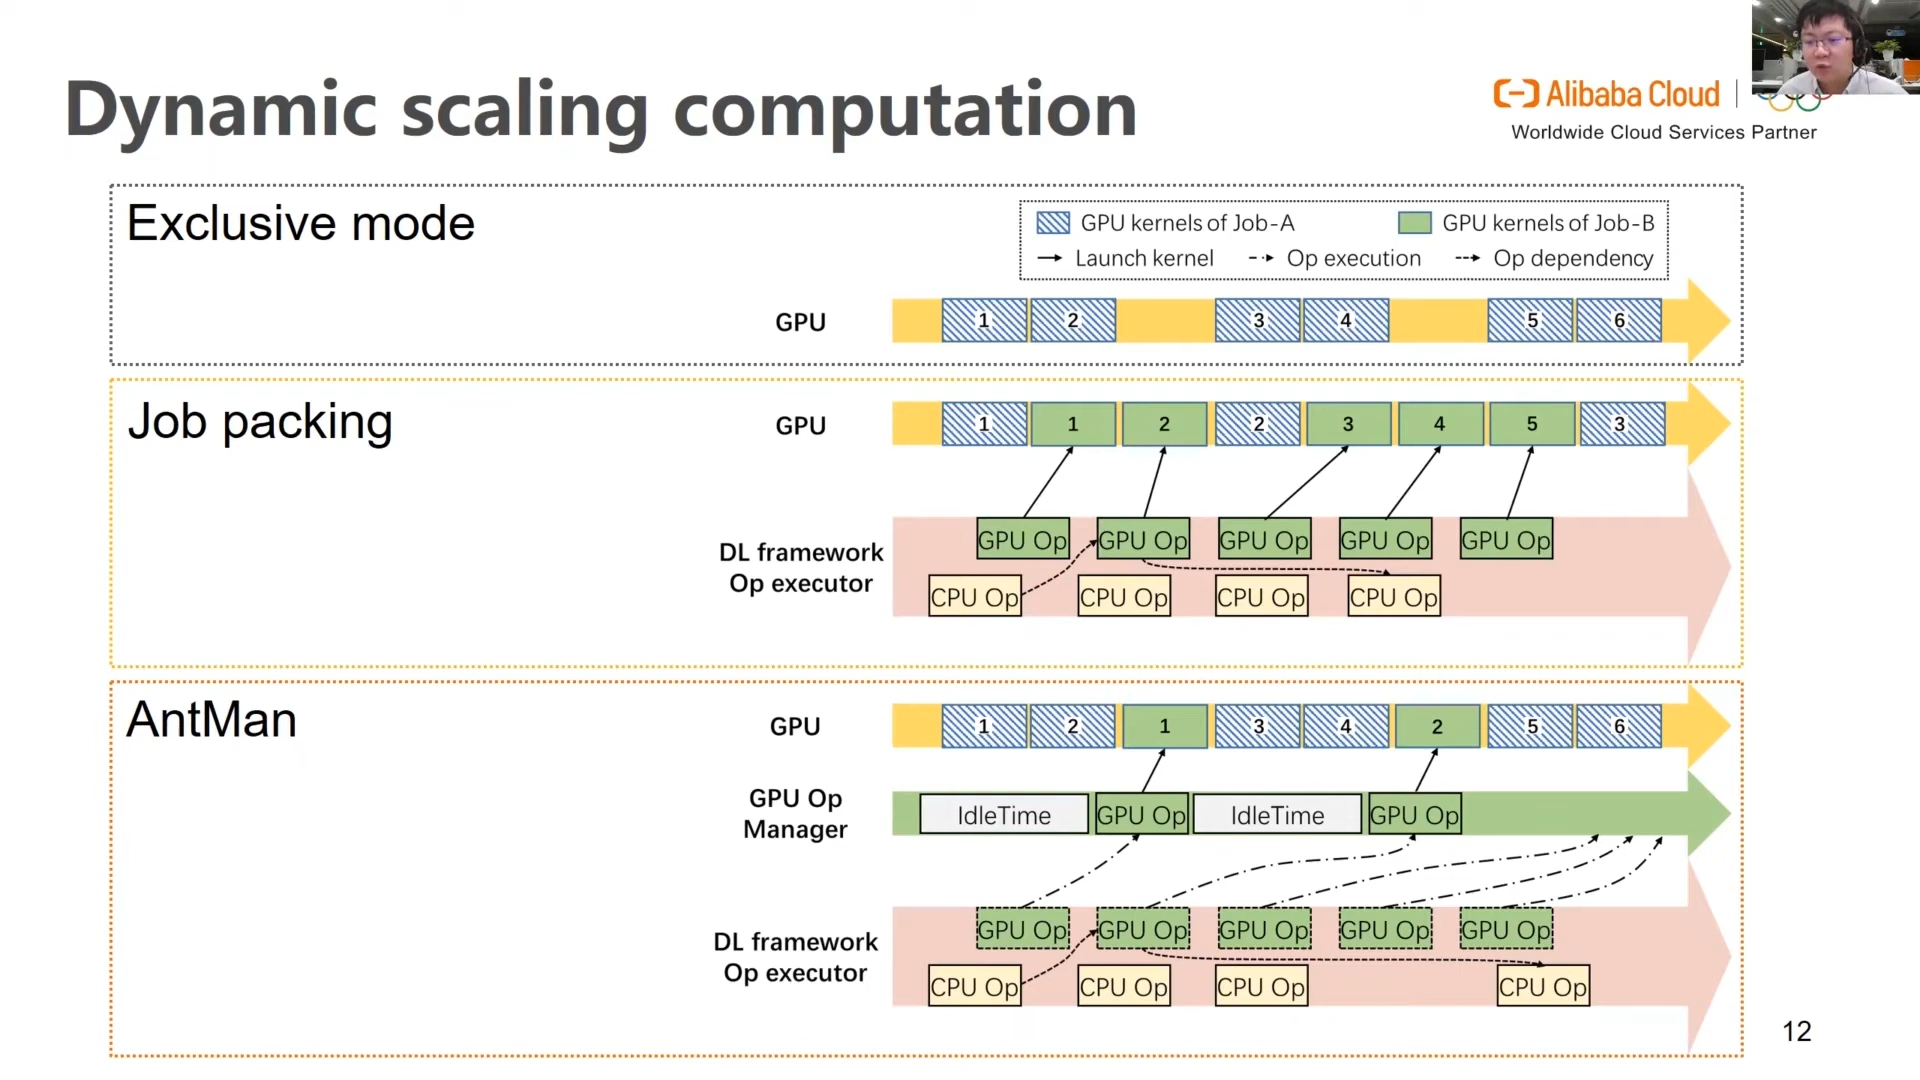 Dynamic scaling computation
Alibaba Cloud
Worldwide Cloud Services Partner
Exclusive mode
GPU kernels of Job-A
GPU kernels of Job-B
Launch kernel
Op execution
Op dependency
GPU
1 2 3 4 5 6
Job packing
GPU
1 1 2 2 3 4 5 3
DL framework
Op executor
GPU Op GPU Op GPU Op GPU Op GPU Op
CPU Op CPU Op CPU Op CPU Op
AntMan
GPU
1 2 1 3 4 2 5 6
GPU Op
Manager
IdleTime GPU Op IdleTime GPU Op
DL framework
Op executor
GPU Op GPU Op GPU Op GPU Op GPU Op
CPU Op CPU Op CPU Op CPU Op
12